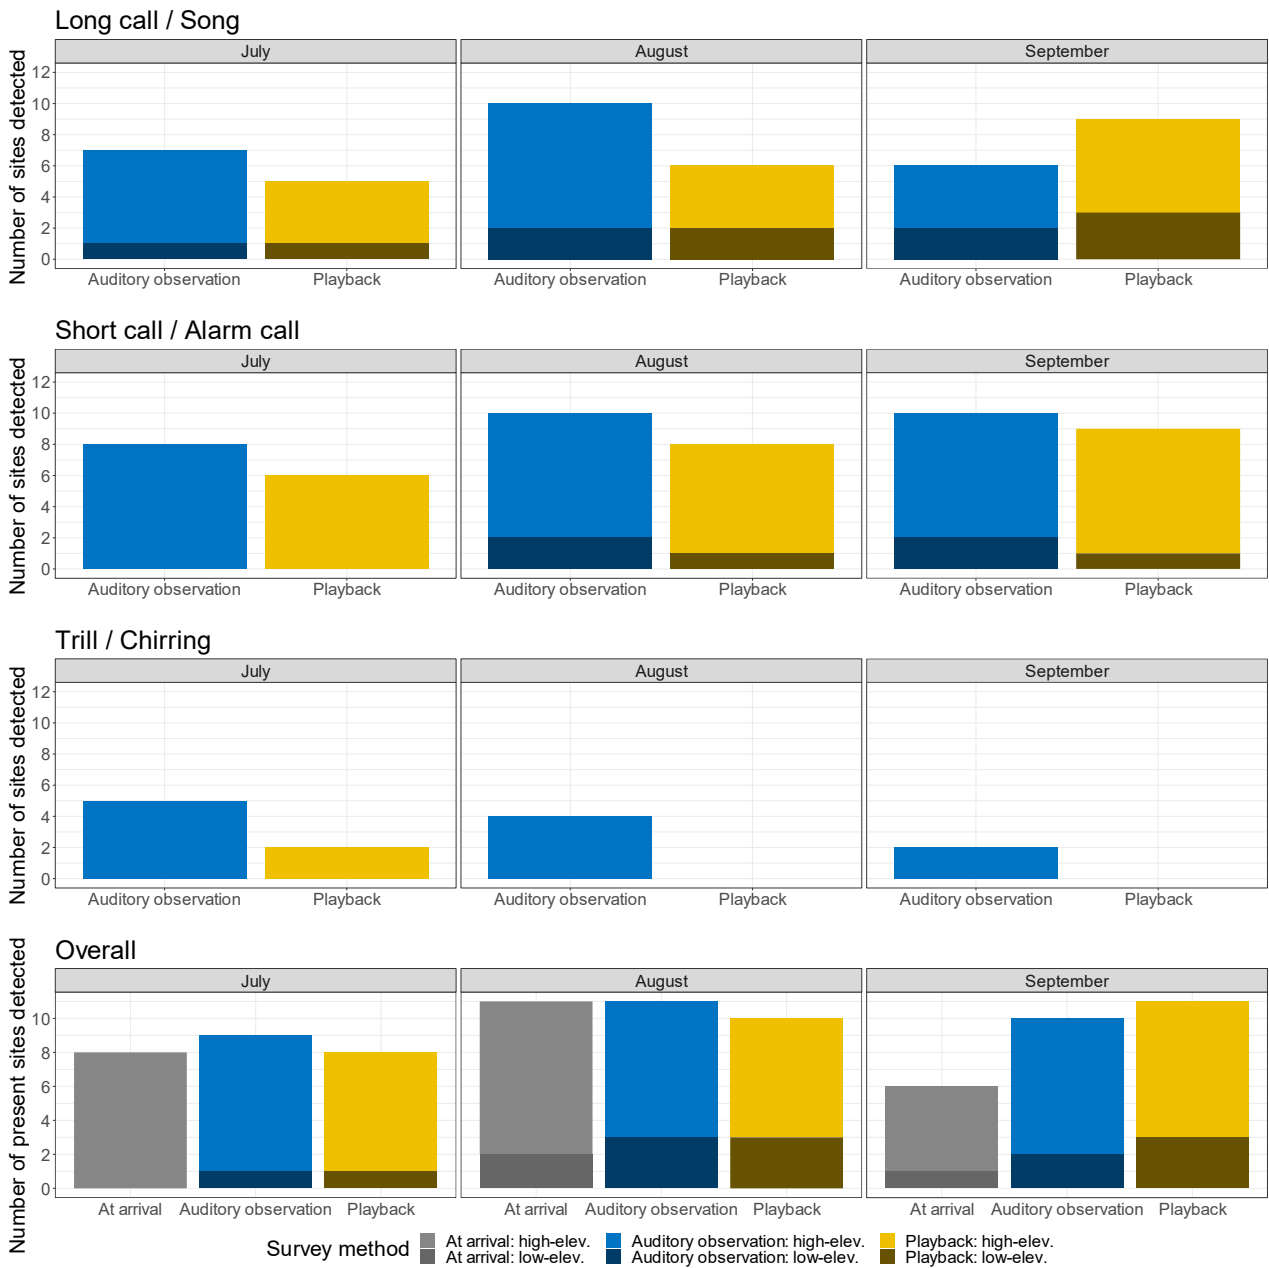 Long call / Song
July August September
Number of sites detected
12
10
8
6
4
2
0
Auditory observation Playback Auditory observation Playback Auditory observation Playback
Short call / Alarm call
July August September
Number of sites detected
12
10
8
6
4
2
0
Auditory observation Playback Auditory observation Playback Auditory observation Playback
Trill / Chirring
July August September
Number of sites detected
12
10
8
6
4
2
0
Auditory observation Playback Auditory observation Playback Auditory observation Playback
Overall
July August September
Number of present sites detected
10
8
6
4
2
0
At arrival Auditory observation Playback At arrival Auditory observation Playback At arrival Auditory observation Playback
Survey method
At arrival: high-elev. Auditory observation: high-elev. Playback: high-elev.
At arrival: low-elev. Auditory observation: low-elev. Playback: low-elev.